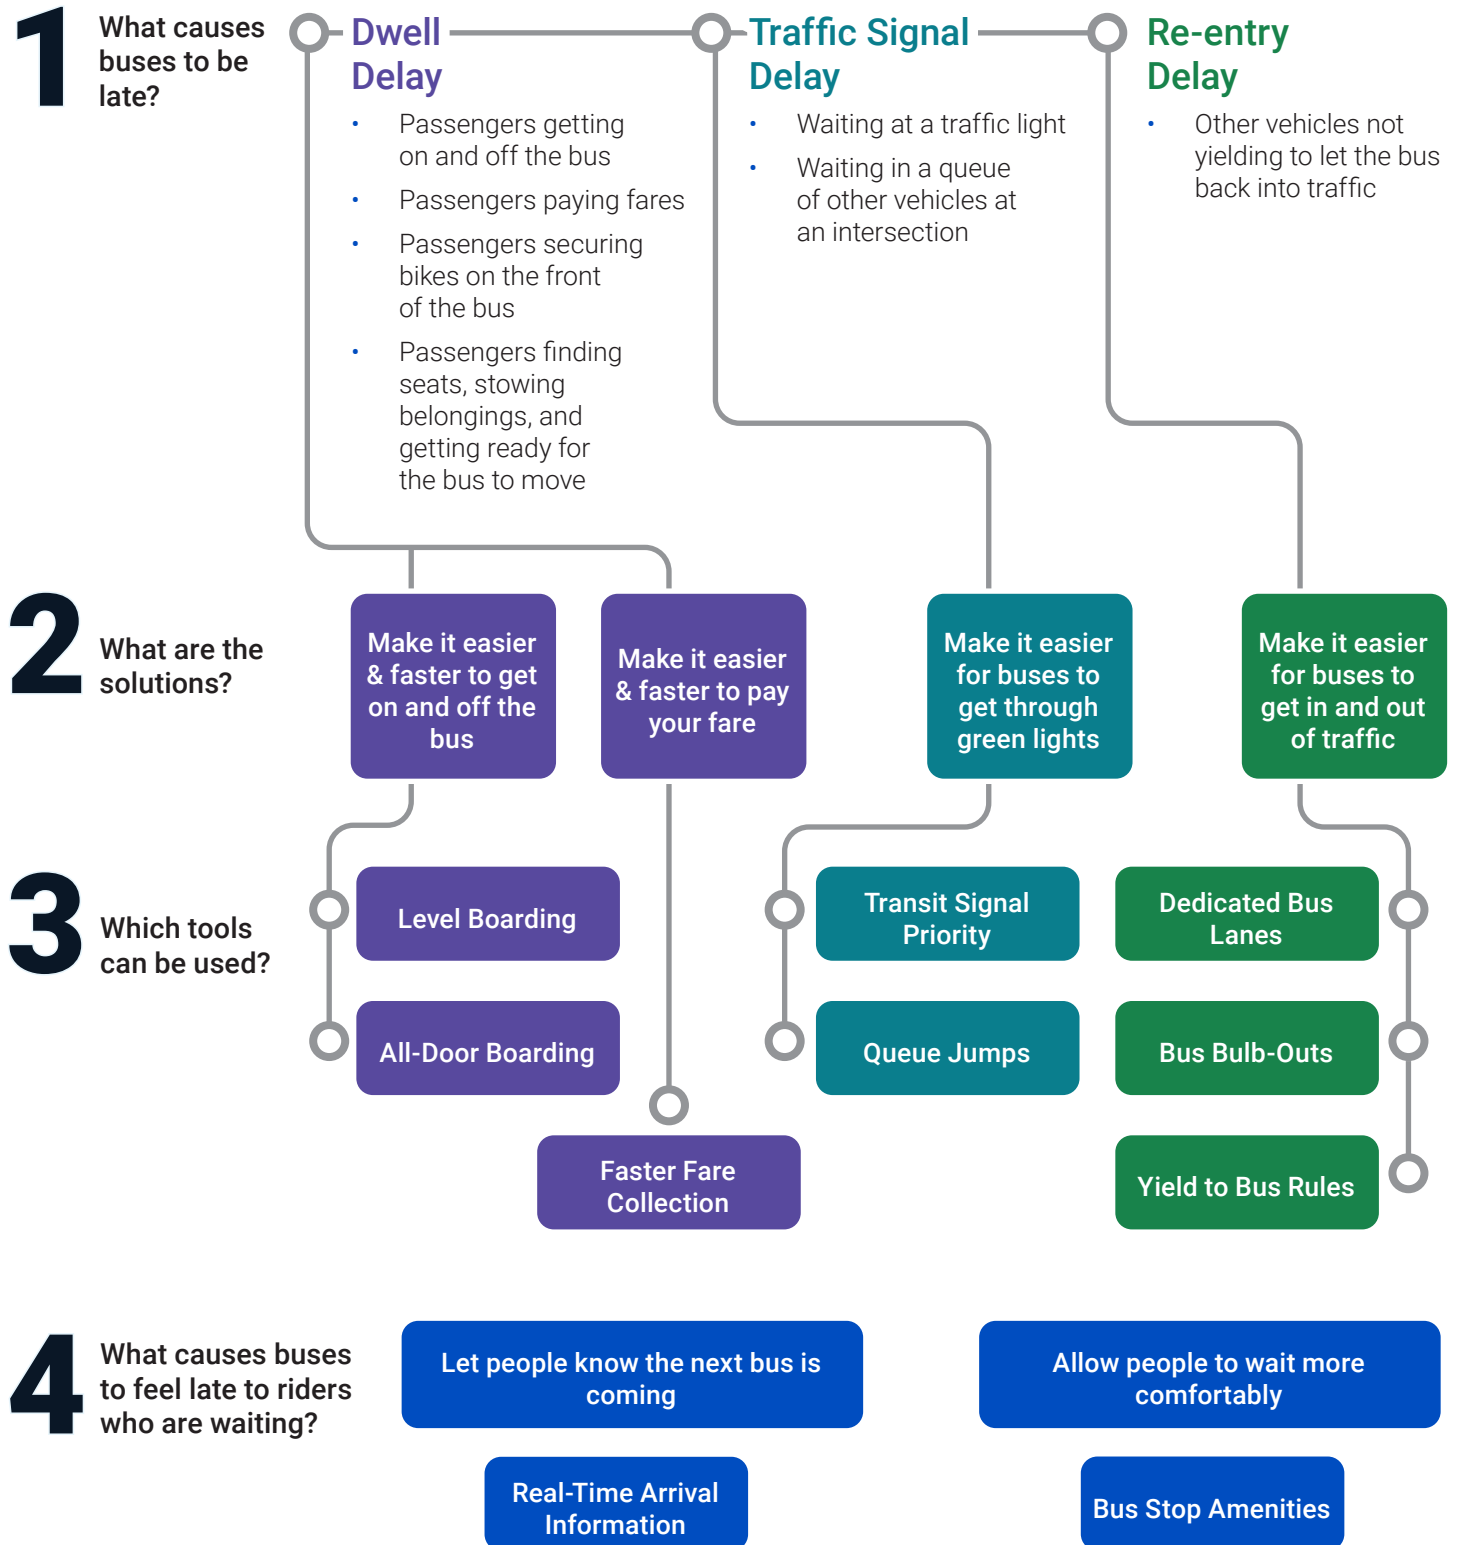 1
What causes
buses to be
late?
Dwell
Delay
• Passengers getting
on and off the bus
• Passengers paying fares
• Passengers securing
bikes on the front
of the bus
• Passengers finding
seats, stowing
belongings, and
getting ready for
the bus to move
Traffic Signal
Delay
• Waiting at a traffic light
• Waiting in a queue
of other vehicles at
an intersection
Re-entry
Delay
• Other vehicles not
yielding to let the bus
back into traffic
2
What are the
solutions?
Make it easier
& faster to get
on and off the
bus
Make it easier
& faster to pay
your fare
Make it easier
for buses to
get through
green lights
Make it easier
for buses to
get in and out
of traffic
3
Which tools
can be used?
Level Boarding
All-Door Boarding
Faster Fare
Collection
Transit Signal
Priority
Queue Jumps
Dedicated Bus
Lanes
Bus Bulb-Outs
Yield to Bus Rules
4
What causes buses
to feel late to riders
who are waiting?
Let people know the next bus is
coming
Real-Time Arrival
Information
Allow people to wait more
comfortably
Bus Stop Amenities